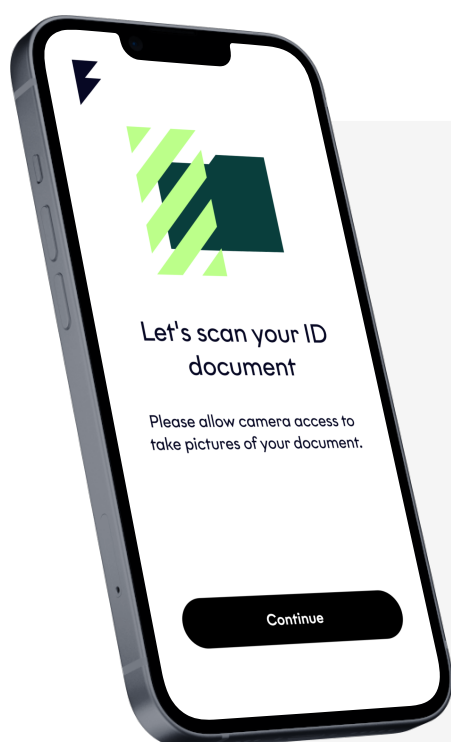 Let's scan your ID
document
Please allow camera access to
take pictures of your document.
Continue